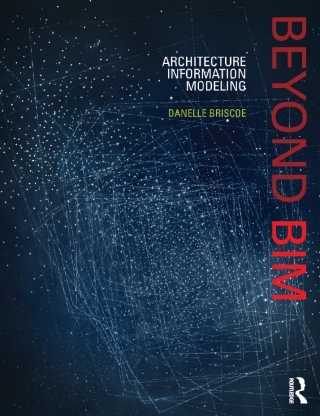 BEYOND BIM
ARCHITECTURE
INFORMATION
MODELING
DANELLE BRISCOE
ROUTLEDGE